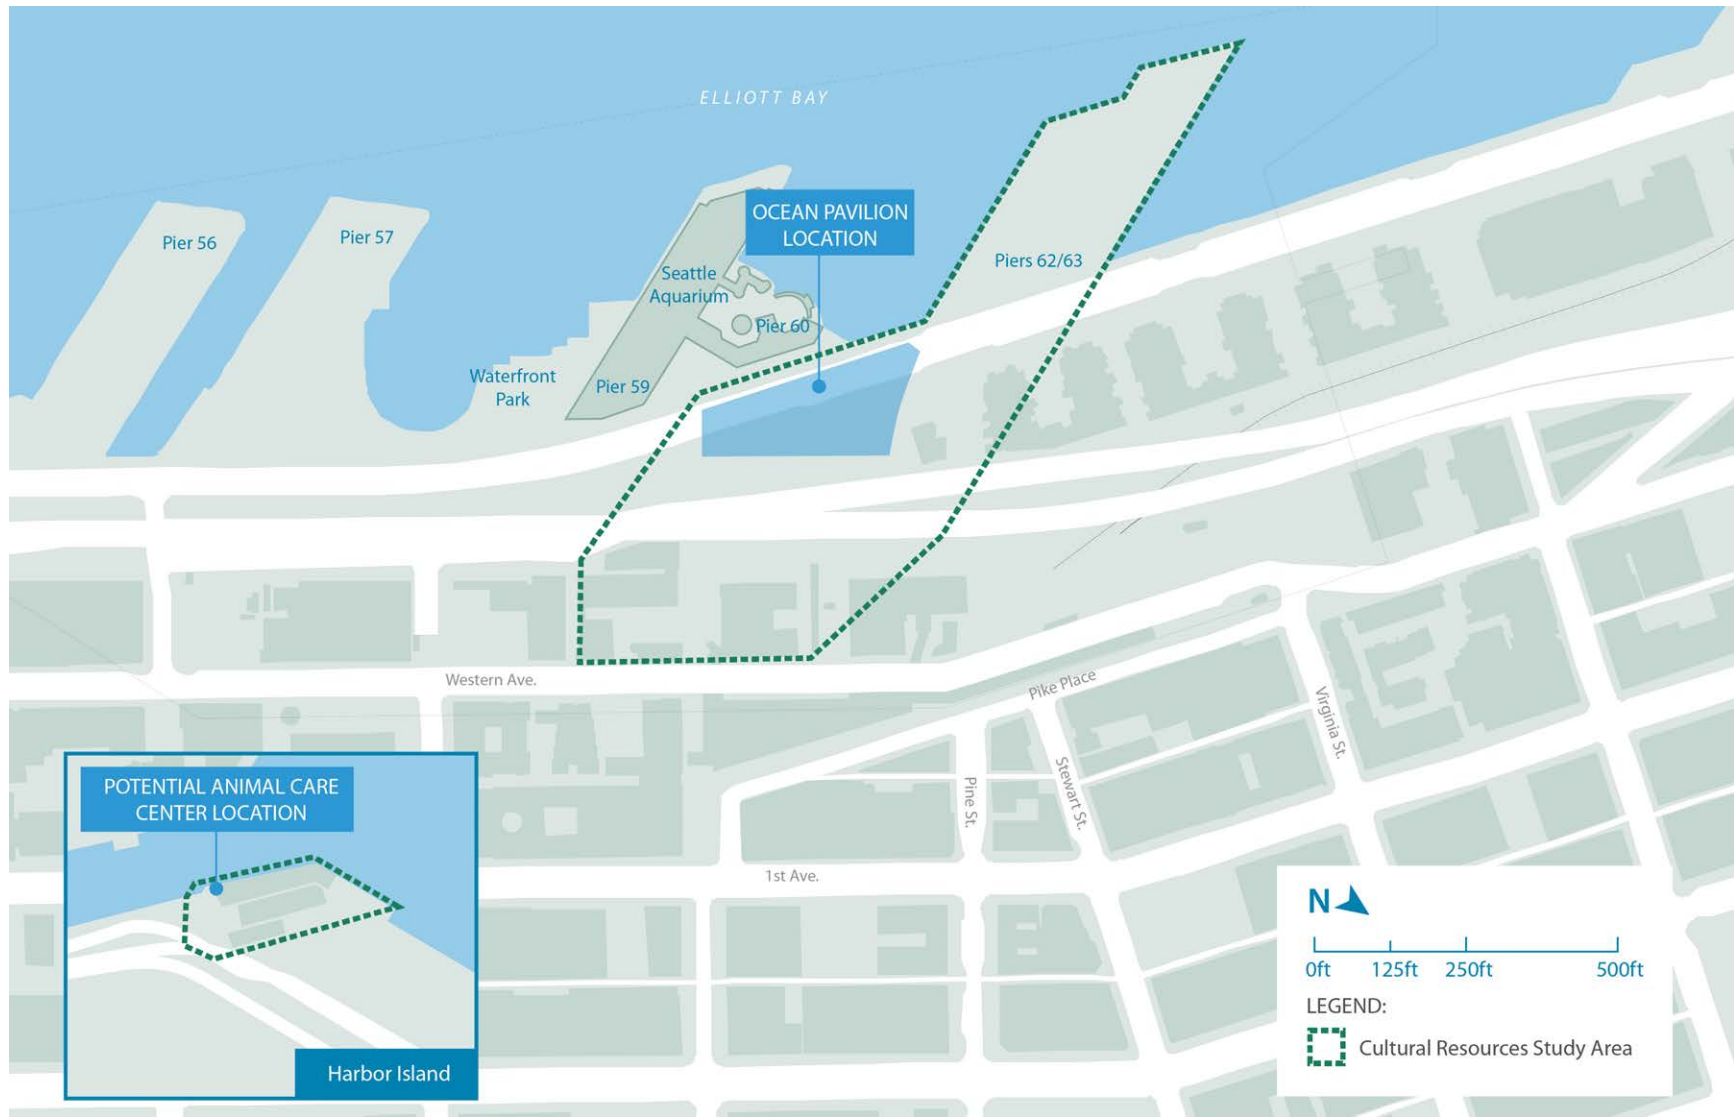 ELLIOTT BAY
Pier 56
Pier 57
OCEAN PAVILION
LOCATION
Seattle
Aquarium
Pier 60
Piers 62/63
Waterfront
Park
Pier 59
Western Ave.
Pike Place
Virginia St.
Pine St.
Stewart St.
1st Ave.
POTENTIAL ANIMAL CARE
CENTER LOCATION
Harbor Island
N
0ft 125ft 250ft 500ft
LEGEND:
Cultural Resources Study Area